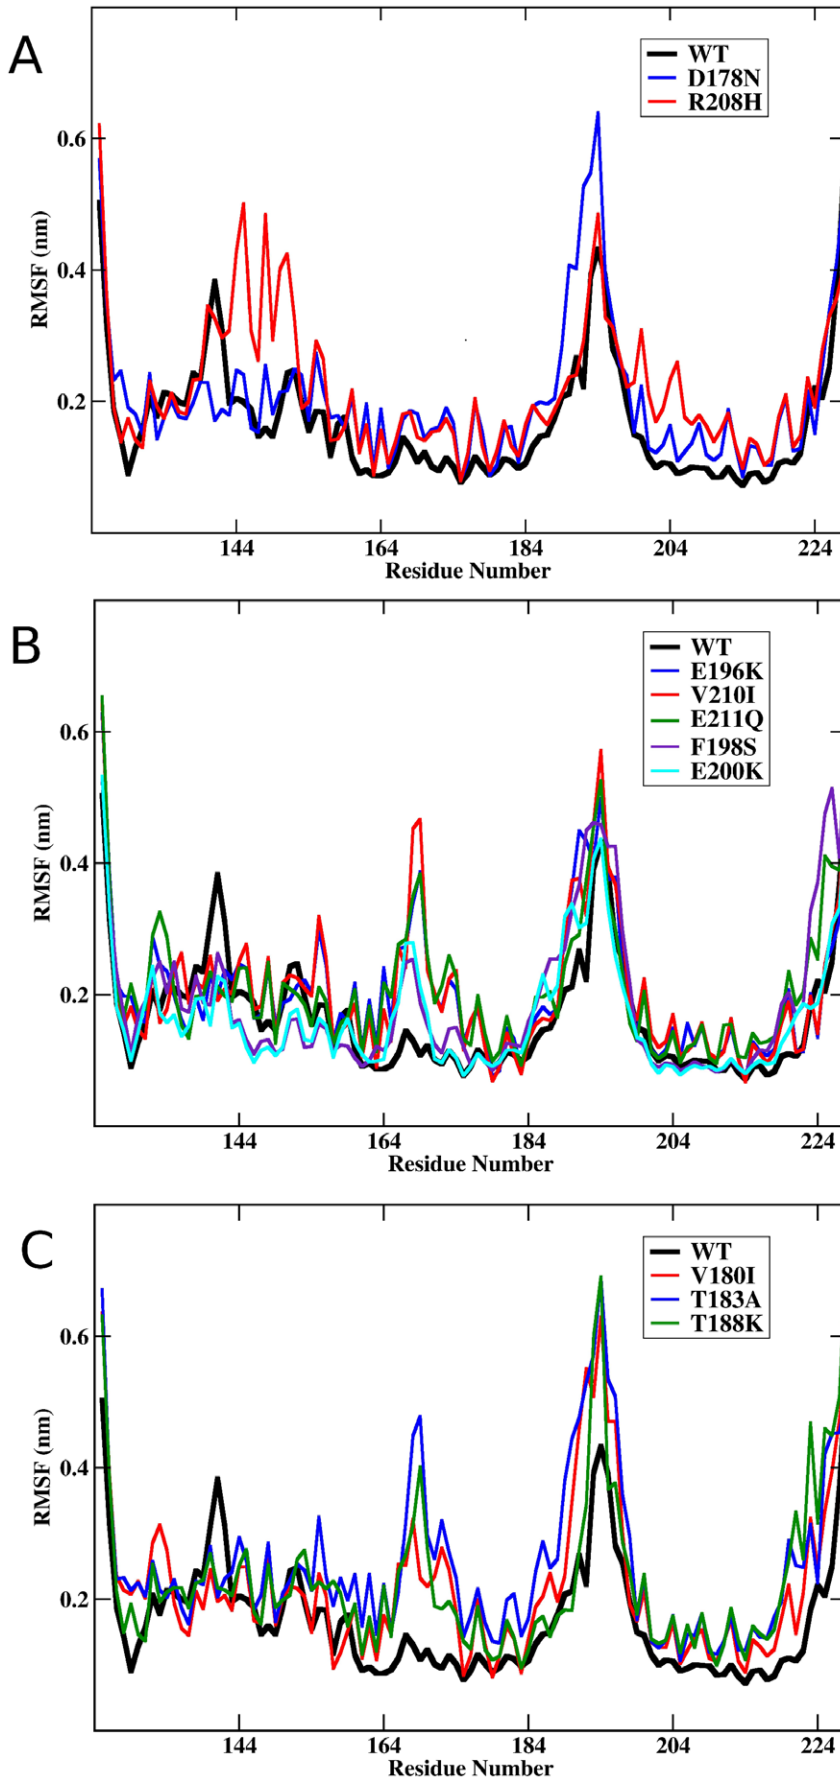 A
WT
D178N
R208H
0.6
0.4
0.2
RMSF (nm)
144
164
184
204
224
Residue Number
B
WT
E196K
V210I
E211Q
F198S
E200K
0.6
0.4
0.2
RMSF (nm)
144
164
184
204
224
Residue Number
C
WT
V180I
T183A
T188K
0.6
0.4
0.2
RMSF (nm)
144
164
184
204
224
Residue Number